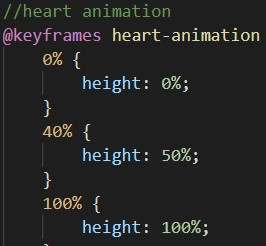 //heart animation
@keyframes heart-animation
0% {
height: 0%;
}
40% {
height: 50%;
}
100% {
height: 100%;